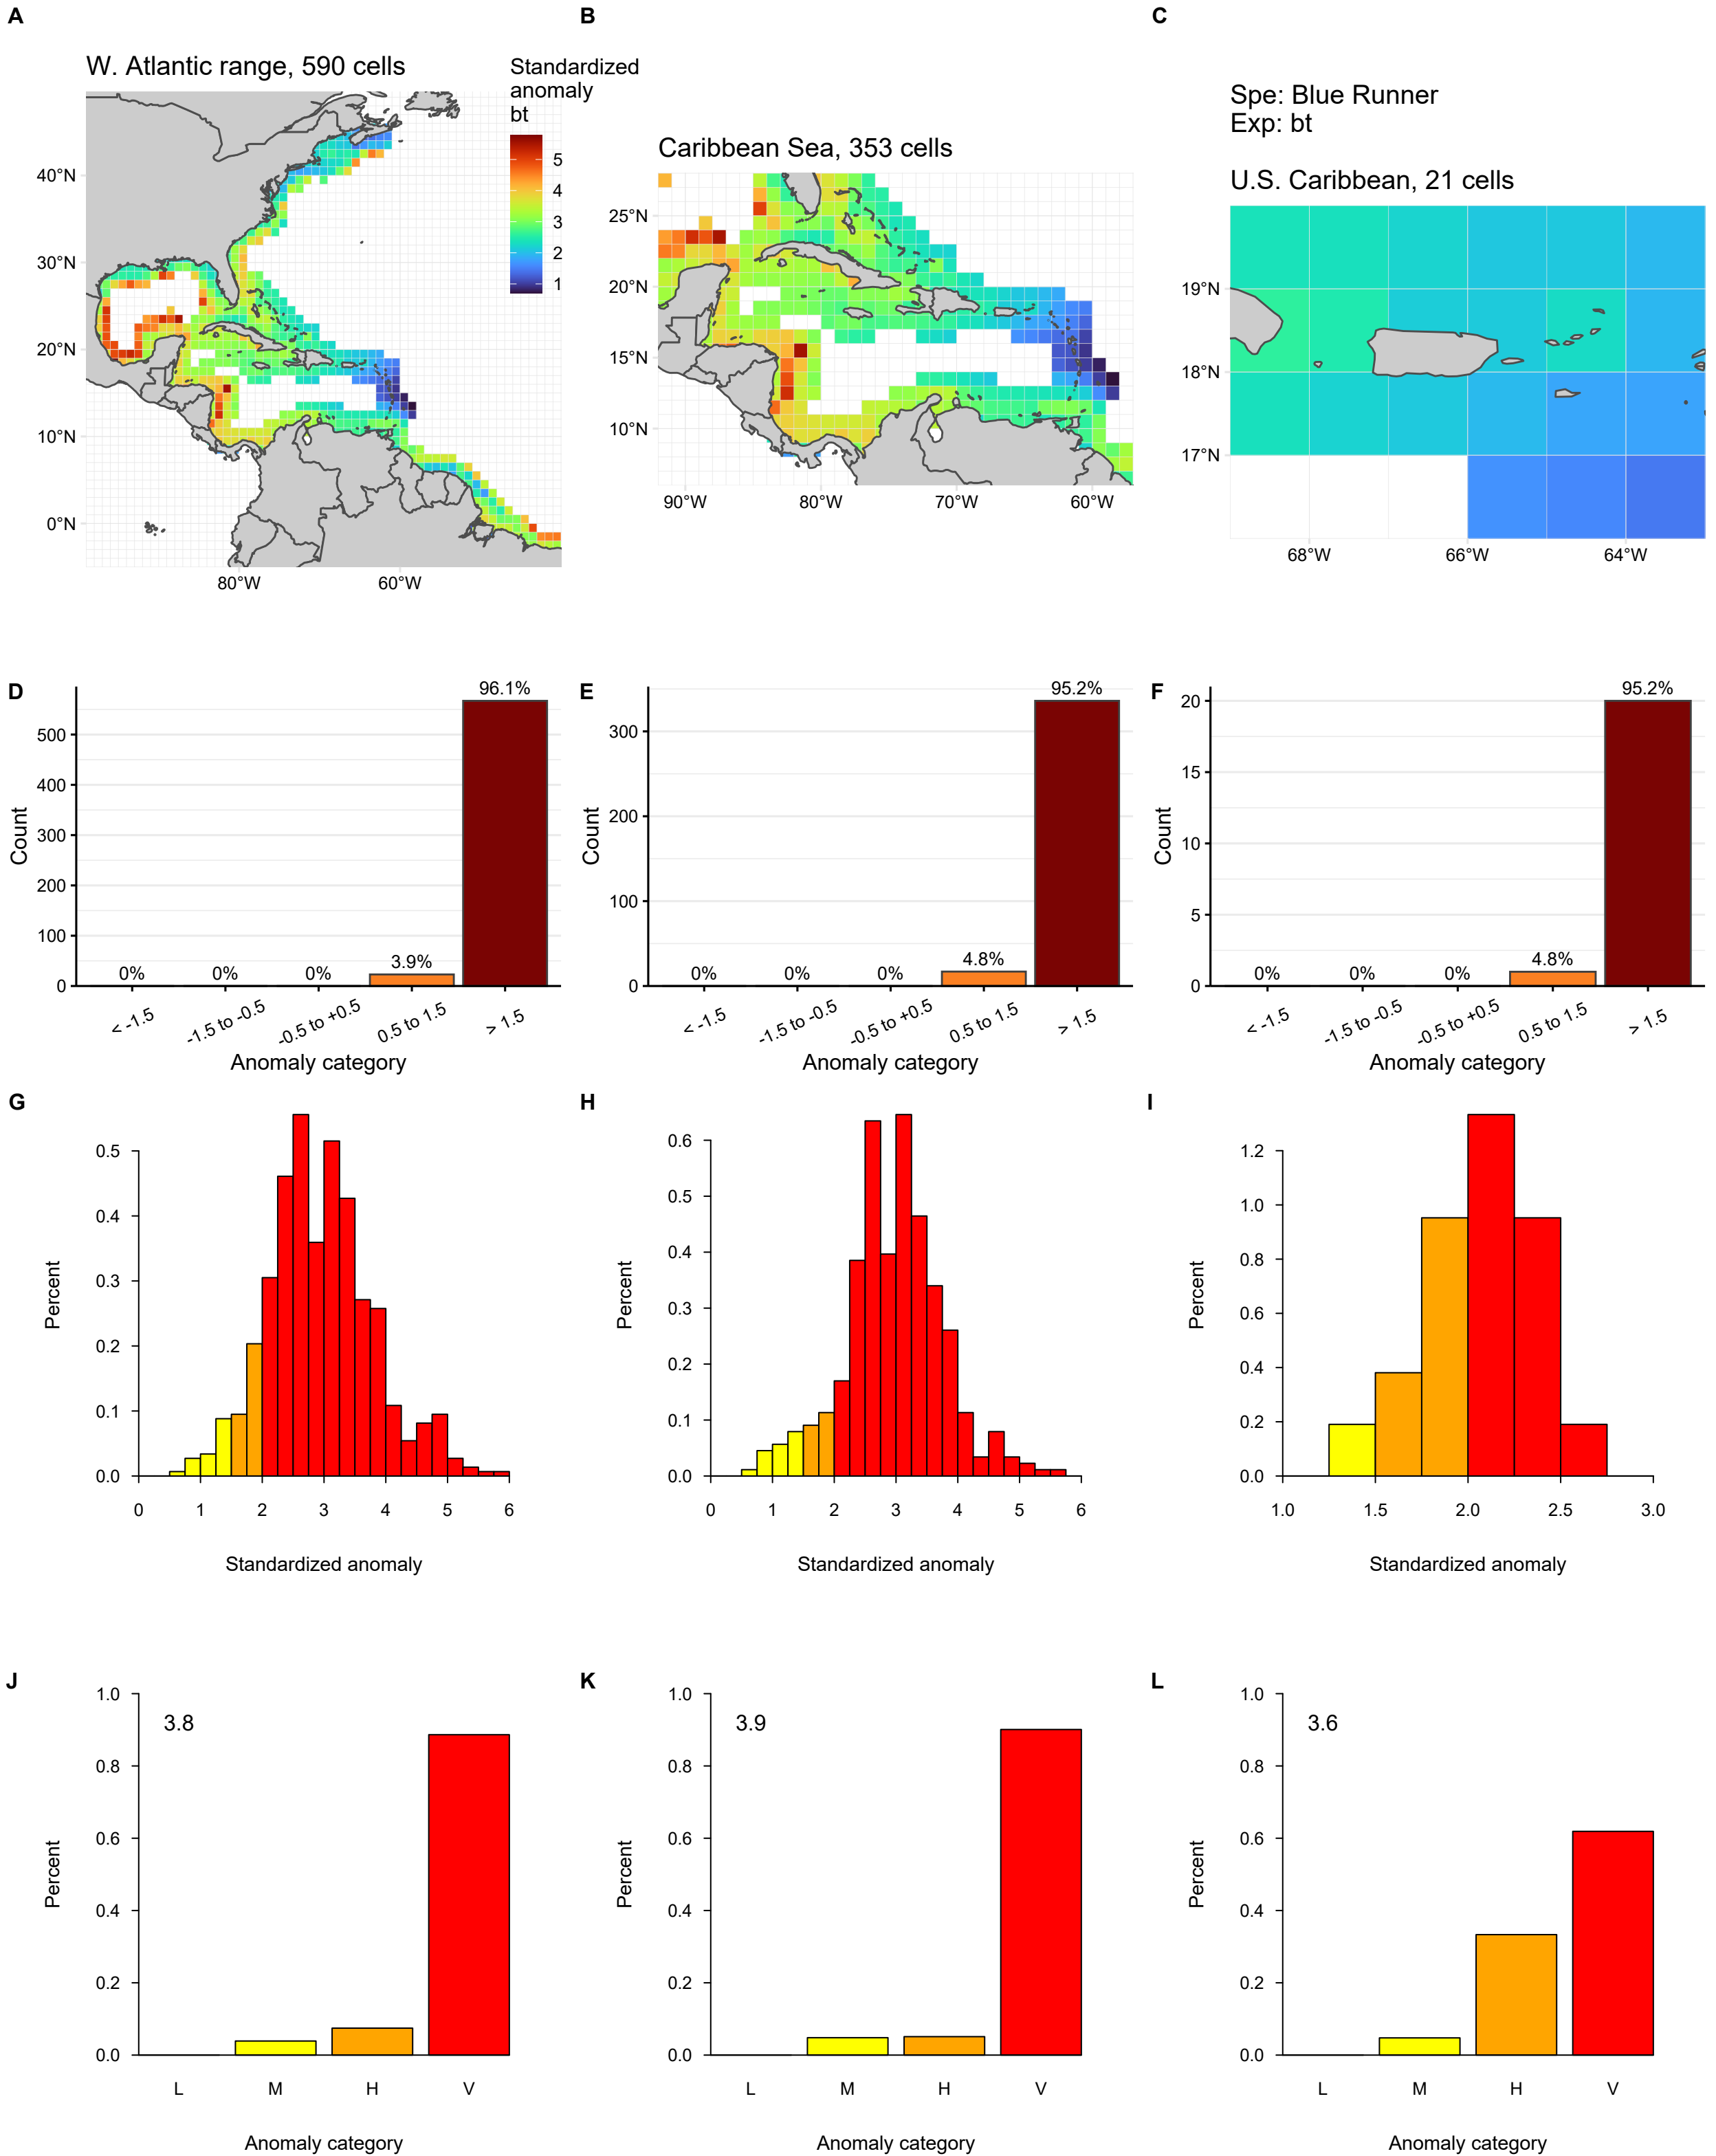 A
B
C
W. Atlantic range, 590 cells
Standardized
anomaly
bt
5
4
3
2
1
40°N
30°N
20°N
10°N
0°N
80°W
60°W
Caribbean Sea, 353 cells
25°N
20°N
15°N
10°N
90°W
80°W
70°W
60°W
Spe: Blue Runner
Exp: bt
U.S. Caribbean, 21 cells
19°N
18°N
17°N
68°W
66°W
64°W
D
Count
500
400
300
200
100
0
0%
0%
0%
3.9%
96.1%
< -1.5
-1.5 to -0.5
-0.5 to +0.5
0.5 to 1.5
> 1.5
Anomaly category
E
Count
300
200
100
0
0%
0%
0%
4.8%
95.2%
< -1.5
-1.5 to -0.5
-0.5 to +0.5
0.5 to 1.5
> 1.5
Anomaly category
F
Count
20
15
10
5
0
0%
0%
0%
4.8%
95.2%
< -1.5
-1.5 to -0.5
-0.5 to +0.5
0.5 to 1.5
> 1.5
Anomaly category
G
Percent
0.5
0.4
0.3
0.2
0.1
0.0
0
1
2
3
4
5
6
Standardized anomaly
H
Percent
0.6
0.5
0.4
0.3
0.2
0.1
0.0
0
1
2
3
4
5
6
Standardized anomaly
I
Percent
1.2
1.0
0.8
0.6
0.4
0.2
0.0
1.0
1.5
2.0
2.5
3.0
Standardized anomaly
J
3.8
Percent
1.0
0.8
0.6
0.4
0.2
0.0
L
M
H
V
Anomaly category
K
3.9
Percent
1.0
0.8
0.6
0.4
0.2
0.0
L
M
H
V
Anomaly category
L
3.6
Percent
1.0
0.8
0.6
0.4
0.2
0.0
L
M
H
V
Anomaly category